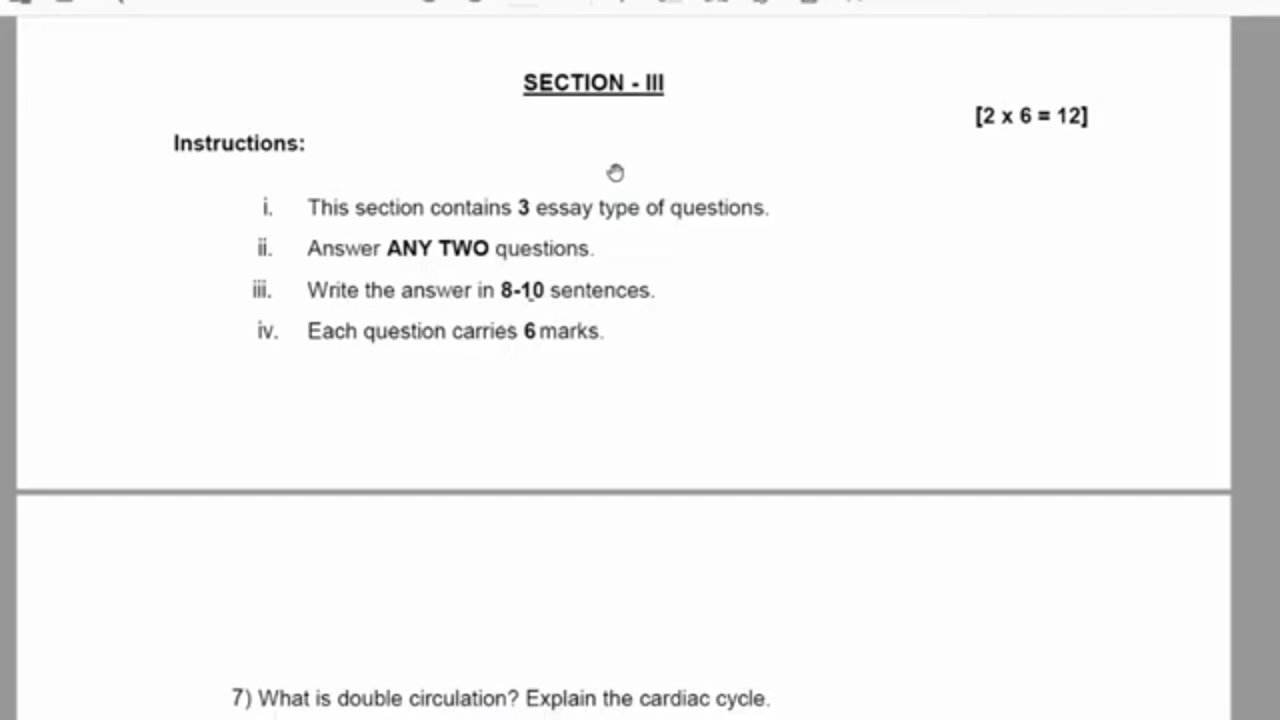 SECTION - III
[2 x 6 = 12]
Instructions:
i. This section contains 3 essay type of questions.
ii. Answer ANY TWO questions.
iii. Write the answer in 8-10 sentences.
iv. Each question carries 6 marks.
7) What is double circulation? Explain the cardiac cycle.